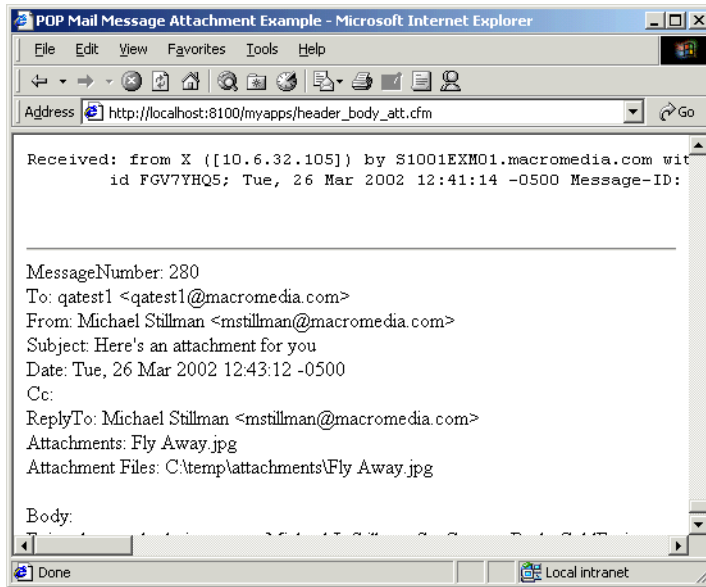 POP Mail Message Attachment Example - Microsoft Internet Explorer
File Edit View Favorites Tools Help
Address http://localhost:8100/myapps/header_body_att.cfm Go
Received: from X ([10.6.32.105]) by S1001EXM01.macromedia.com wit
id FGV7YHQ5; Tue, 26 Mar 2002 12:41:14 -0500 Message-ID:
MessageNumber: 280
To: qatest1 <qatest1@macromedia.com>
From: Michael Stillman <mstillman@macromedia.com>
Subject: Here's an attachment for you
Date: Tue, 26 Mar 2002 12:43:12 -0500
Cc:
ReplyTo: Michael Stillman <mstillman@macromedia.com>
Attachments: Fly Away.jpg
Attachment Files: C:\temp\attachments\Fly Away.jpg
Body:
Done Local intranet